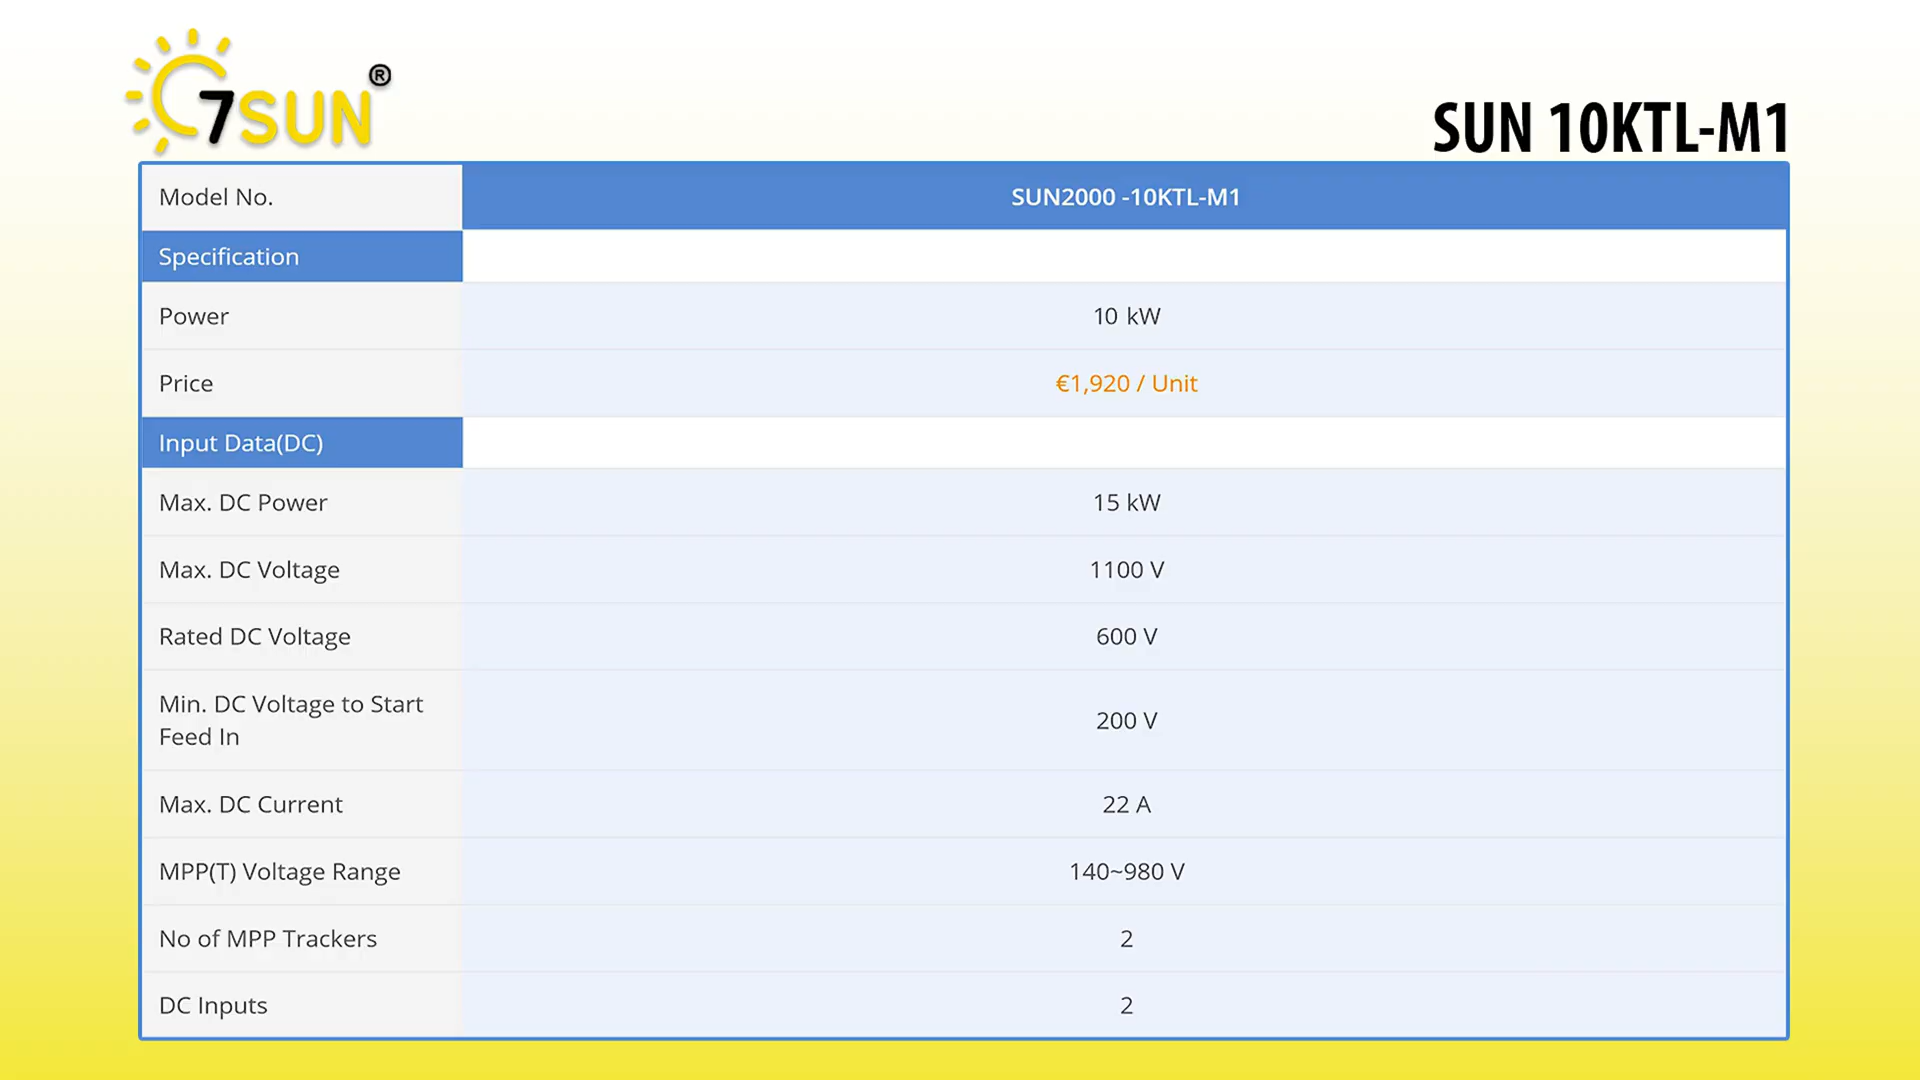 7SUN®
SUN 10KTL-M1
Model No.
SUN2000 -10KTL-M1
Specification
Power
10 kW
Price
€1,920 / Unit
Input Data(DC)
Max. DC Power
15 kW
Max. DC Voltage
1100 V
Rated DC Voltage
600 V
Min. DC Voltage to Start
Feed In
200 V
Max. DC Current
22 A
MPP(T) Voltage Range
140~980 V
No of MPP Trackers
2
DC Inputs
2